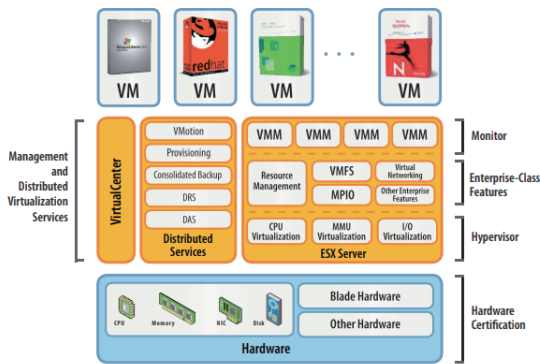 redhat
N
VM
VM
VM
VM
Management
and
Distributed
Virtualization
Services
VirtualCenter
VMotion
Provisioning
Consolidated Backup
DRS
DAS
Distributed
Services
VMM
VMM
VMM
VMM
Resource
Management
VMFS
MPIO
Virtual
Networking
Other Enterprise
Features
CPU
Virtualization
MMU
Virtualization
I/O
Virtualization
ESX Server
Monitor
Enterprise-Class
Features
Hypervisor
CPU
Memory
NIC
Disk
Blade Hardware
Other Hardware
Hardware
Hardware
Certification